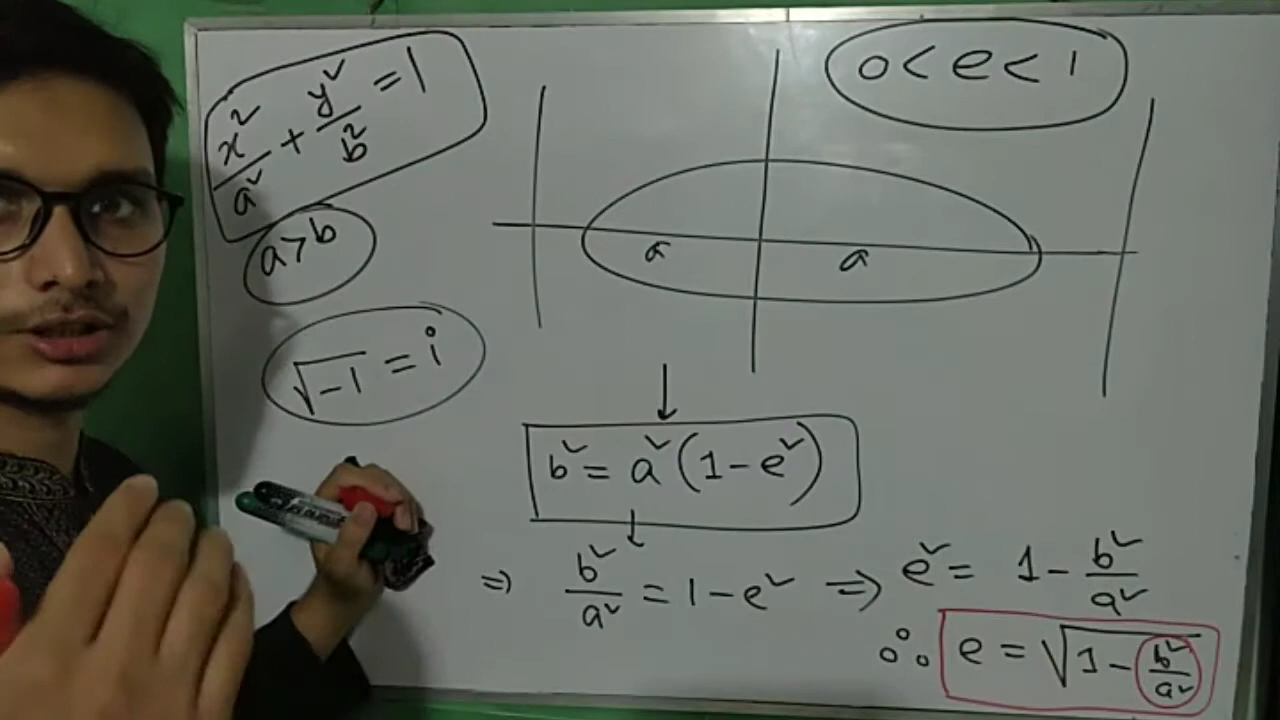 x²/a² + y²/b² = 1
a > b
√-1 = i
0 < e < 1
a a
↓
b² = a²(1 - e²)
↓
⇒ b²/a² = 1 - e² ⇒ e² = 1 - b²/a²
∴ e = √(1 - b²/a²)